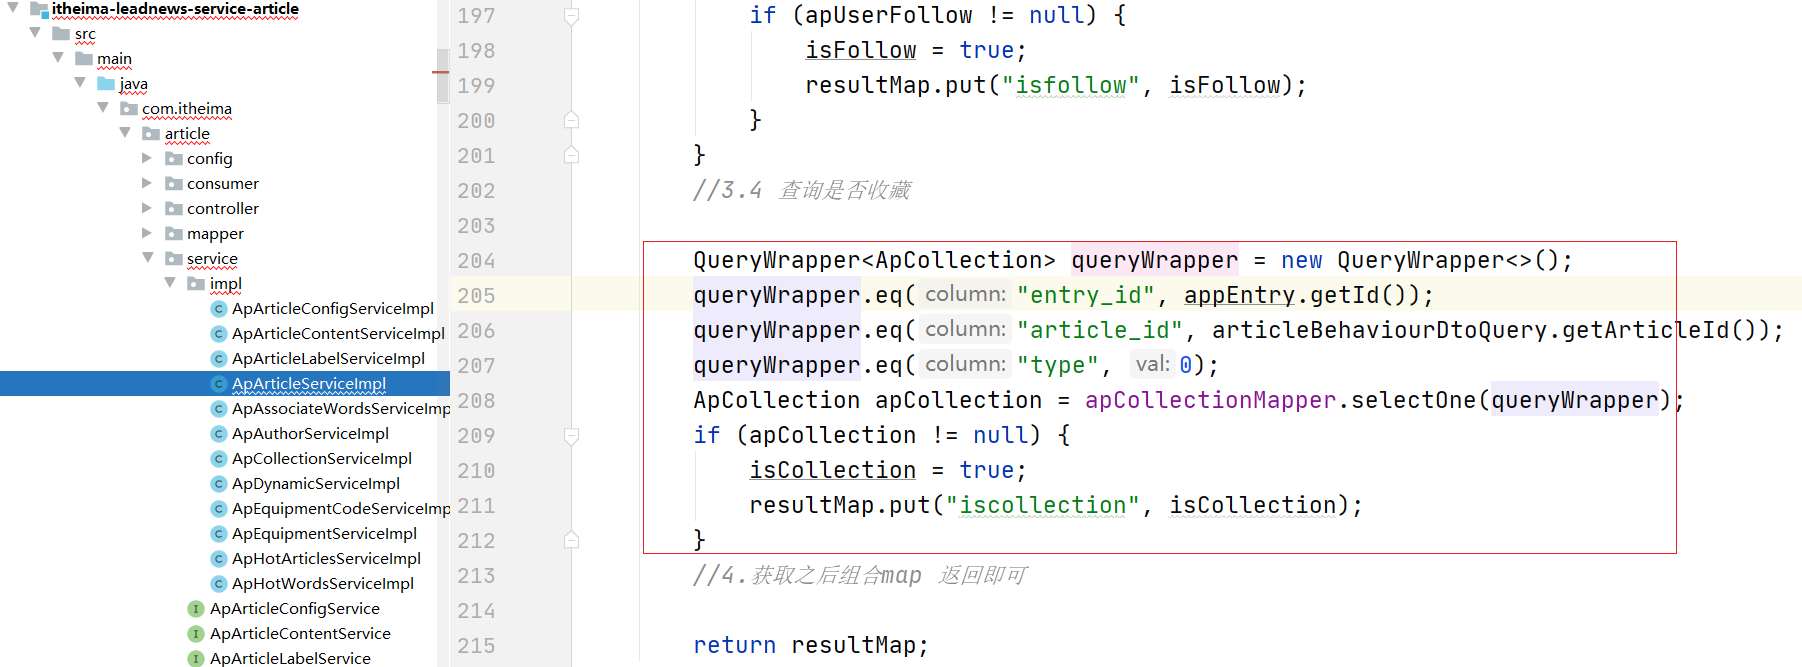 itheima-leadnews-service-article
src
main
java
com.itheima
article
config
consumer
controller
mapper
service
impl
ApArticleConfigServiceImpl
ApArticleContentServiceImpl
ApArticleLabelServiceImpl
ApArticleServiceImpl
ApAssociateWordsServiceImp
ApAuthorServiceImpl
ApCollectionServiceImpl
ApDynamicServiceImpl
ApEquipmentCodeServiceImp
ApEquipmentServiceImpl
ApHotArticlesServiceImpl
ApHotWordsServiceImpl
ApArticleConfigService
ApArticleContentService
ApArticleLabelService
197 if (apUserFollow != null) {
198 isFollow = true;
199 resultMap.put("isfollow", isFollow);
200 }
201 }
202 //3.4 查询是否收藏
203
204 QueryWrapper<ApCollection> queryWrapper = new QueryWrapper<>();
205 queryWrapper.eq( column: "entry_id", appEntry.getId());
206 queryWrapper.eq( column: "article_id", articleBehaviourDtoQuery.getArticleId());
207 queryWrapper.eq( column: "type", val: 0);
208 ApCollection apCollection = apCollectionMapper.selectOne(queryWrapper);
209 if (apCollection != null) {
210 isCollection = true;
211 resultMap.put("iscollection", isCollection);
212 }
213 //4.获取之后组合map 返回即可
214
215 return resultMap;